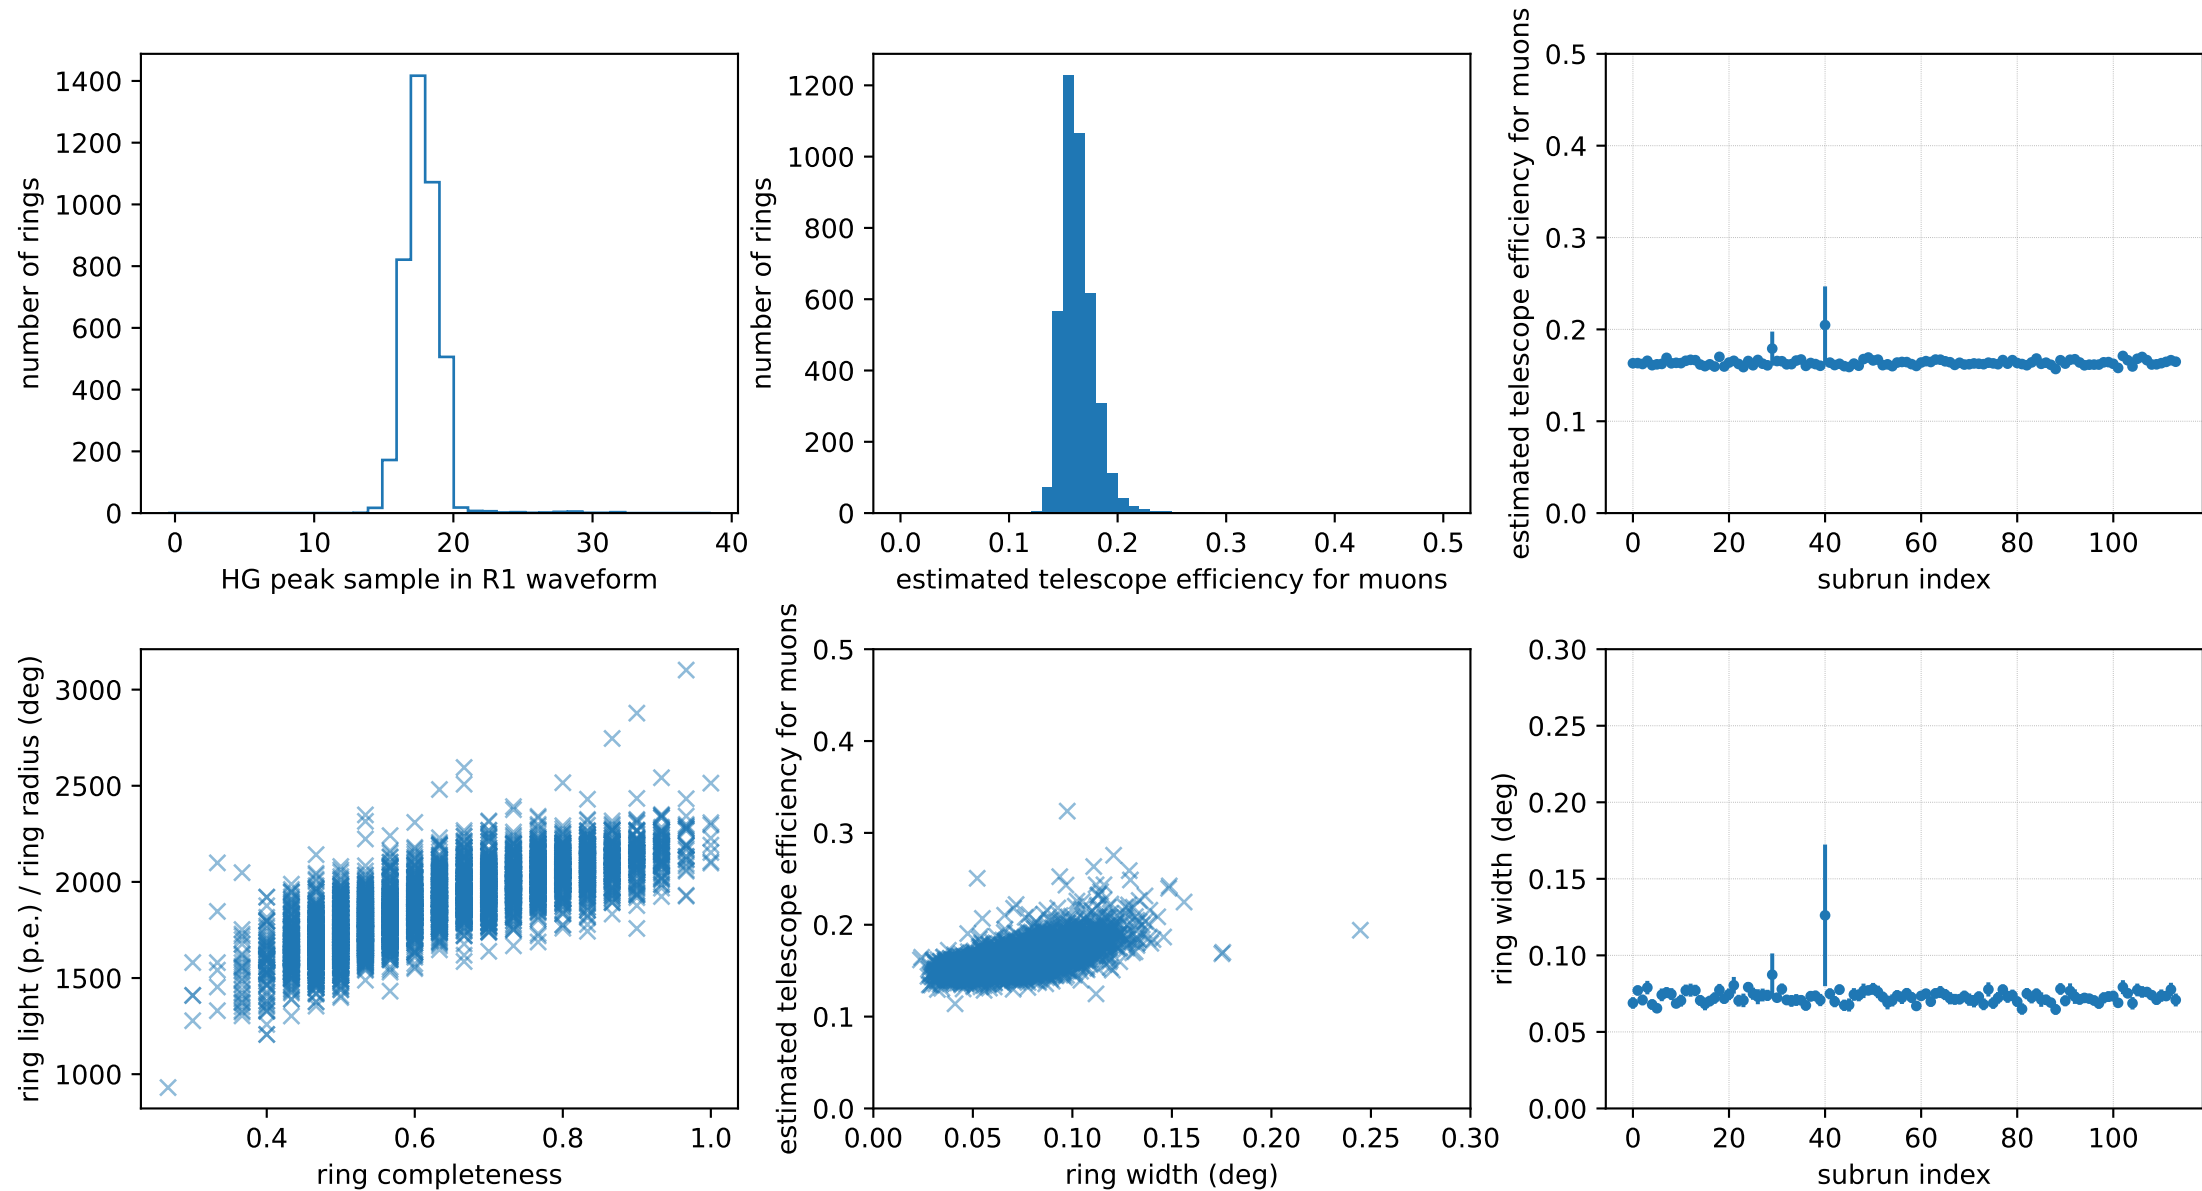 number of rings
1400
1200
1000
800
600
400
200
0
0 10 20 30 40
HG peak sample in R1 waveform
number of rings
1200
1000
800
600
400
200
0
0.0 0.1 0.2 0.3 0.4 0.5
estimated telescope efficiency for muons
estimated telescope efficiency for muons
0.5
0.4
0.3
0.2
0.1
0.0
0 20 40 60 80 100
subrun index
ring light (p.e.) / ring radius (deg)
3000
2500
2000
1500
1000
0.4 0.6 0.8 1.0
ring completeness
estimated telescope efficiency for muons
0.5
0.4
0.3
0.2
0.1
0.0
0.00 0.05 0.10 0.15 0.20 0.25 0.30
ring width (deg)
ring width (deg)
0.30
0.25
0.20
0.15
0.10
0.05
0.00
0 20 40 60 80 100
subrun index